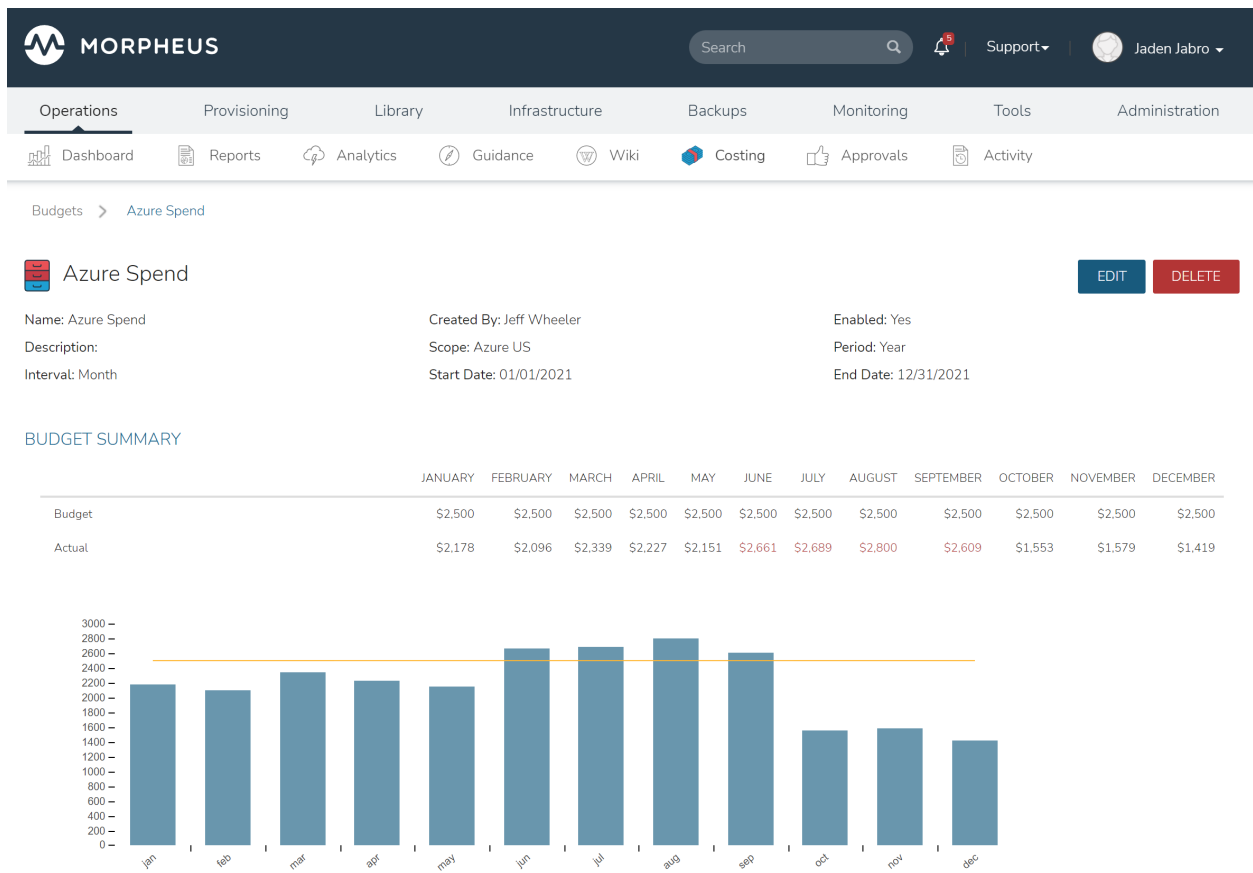 MORPHEUS
Search
5
Support
Jaden Jabro
Operations Provisioning Library Infrastructure Backups Monitoring Tools Administration
Dashboard Reports Analytics Guidance Wiki Costing Approvals Activity
Budgets > Azure Spend
Azure Spend
EDIT DELETE
Name: Azure Spend Created By: Jeff Wheeler Enabled: Yes
Description: Scope: Azure US Period: Year
Interval: Month Start Date: 01/01/2021 End Date: 12/31/2021
BUDGET SUMMARY
JANUARY FEBRUARY MARCH APRIL MAY JUNE JULY AUGUST SEPTEMBER OCTOBER NOVEMBER DECEMBER
Budget $2,500 $2,500 $2,500 $2,500 $2,500 $2,500 $2,500 $2,500 $2,500 $2,500 $2,500 $2,500
Actual $2,178 $2,096 $2,339 $2,227 $2,151 $2,661 $2,689 $2,800 $2,609 $1,553 $1,579 $1,419
3000
2800
2600
2400
2200
2000
1800
1600
1400
1200
1000
800
600
400
200
0
jan feb mar apr may jun jul aug sep oct nov dec